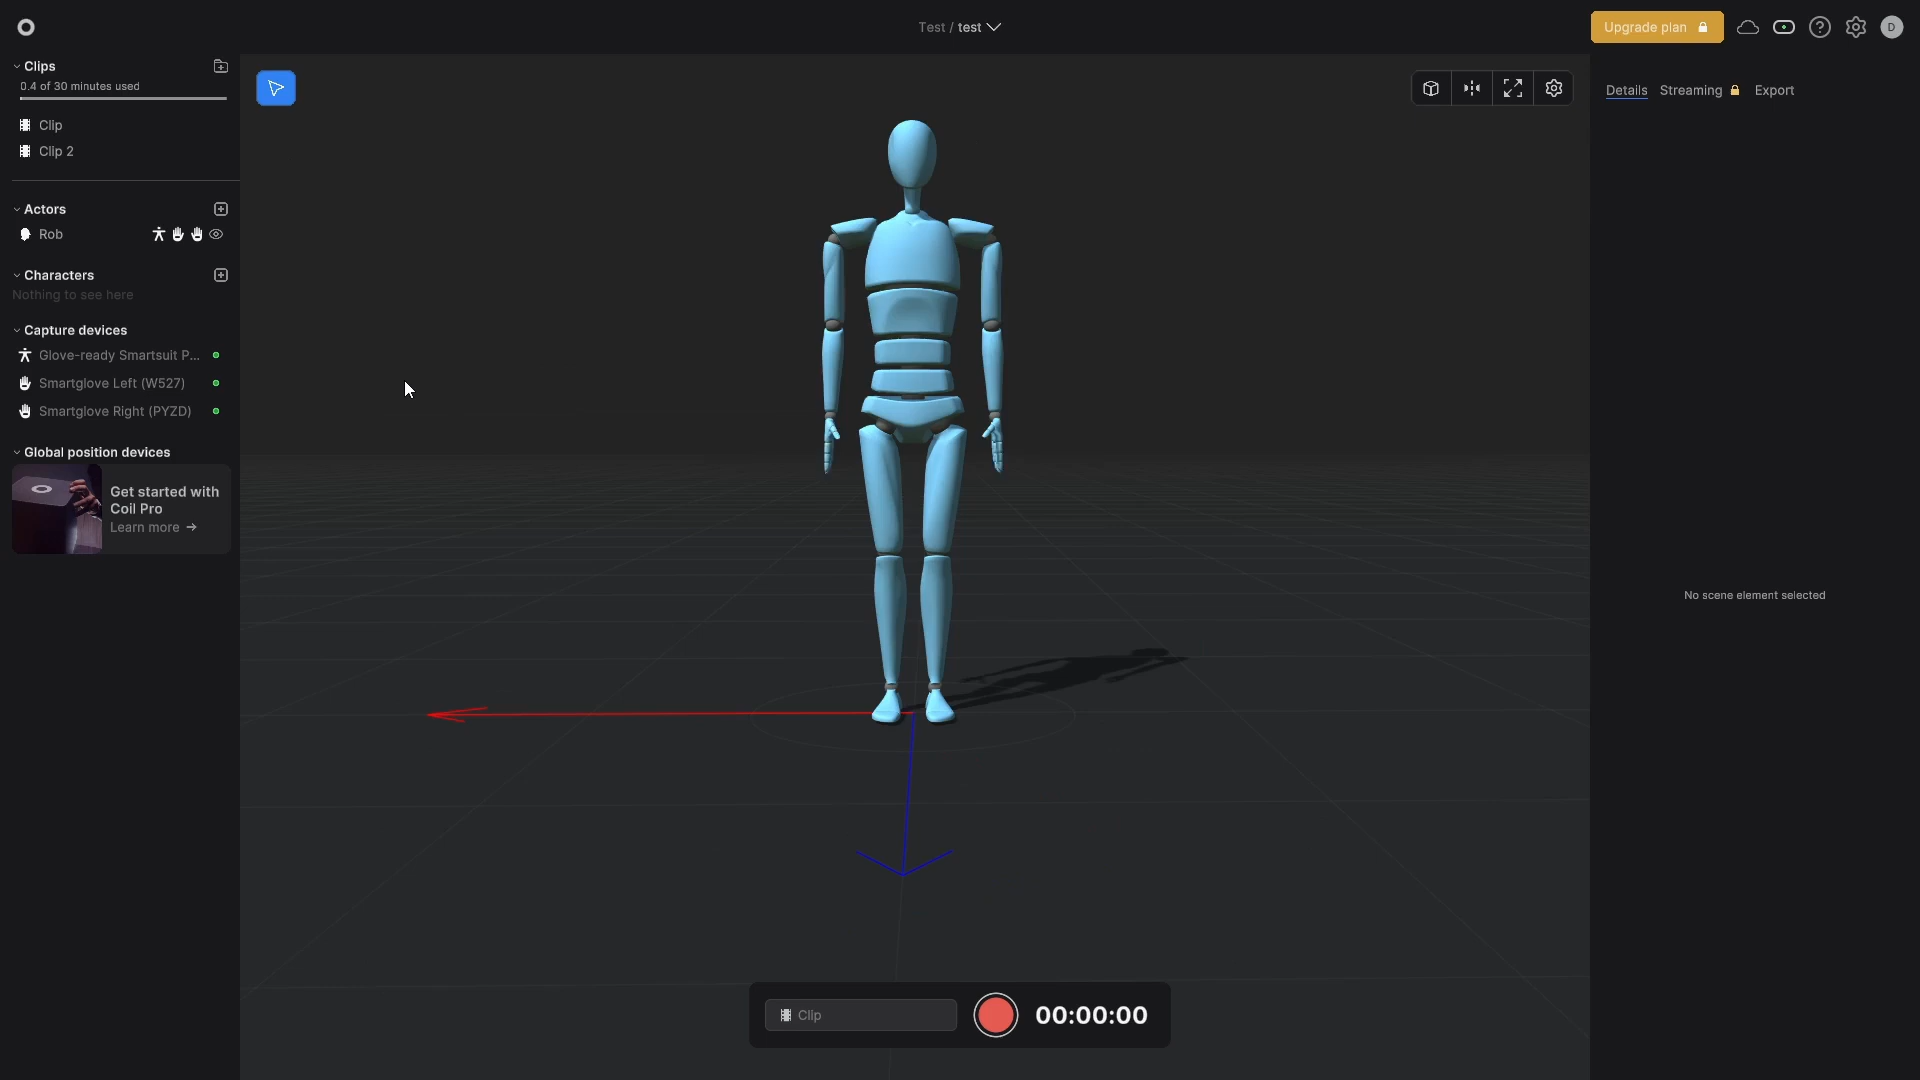 Test / test
Upgrade plan
D
Clips
0.4 of 30 minutes used
Clip
Clip 2
Actors
Rob
Characters
Nothing to see here
Capture devices
Glove-ready Smartsuit P...
Smartglove Left (W527)
Smartglove Right (PYZD)
Global position devices
Get started with
Coil Pro
Learn more →
Details Streaming Export
No scene element selected
Clip
00:00:00